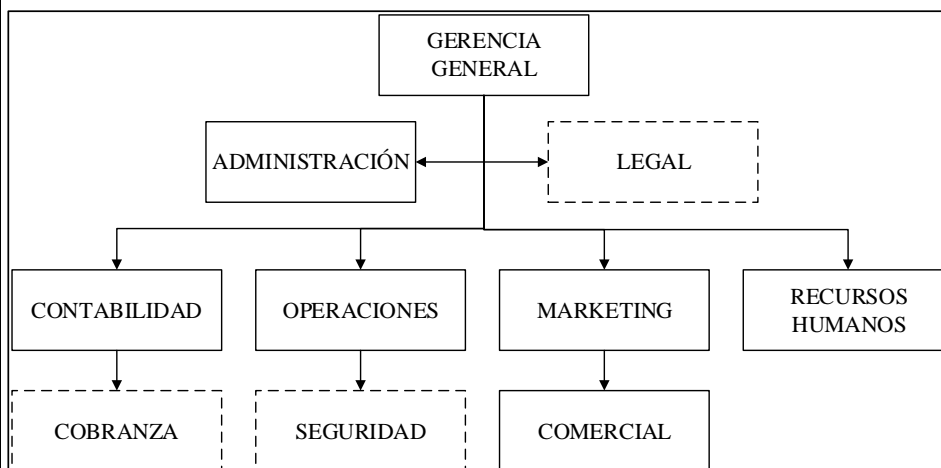 GERENCIA
GENERAL
ADMINISTRACIÓN
LEGAL
CONTABILIDAD
OPERACIONES
MARKETING
RECURSOS
HUMANOS
COBRANZA
SEGURIDAD
COMERCIAL